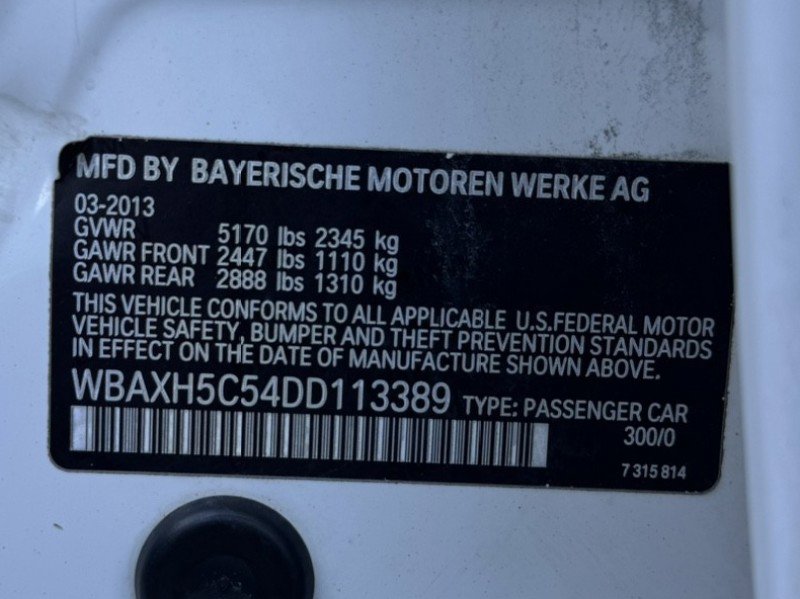 MFD BY BAYERISCHE MOTOREN WERKE AG
03-2013
GVWR 5170 lbs 2345 kg
GAWR FRONT 2447 lbs 1110 kg
GAWR REAR 2888 lbs 1310 kg
THIS VEHICLE CONFORMS TO ALL APPLICABLE U.S.FEDERAL MOTOR
VEHICLE SAFETY, BUMPER AND THEFT PREVENTION STANDARDS
IN EFFECT ON THE DATE OF MANUFACTURE SHOWN ABOVE.
WBAXH5C54DD113389 TYPE: PASSENGER CAR
300/0
7 315 814